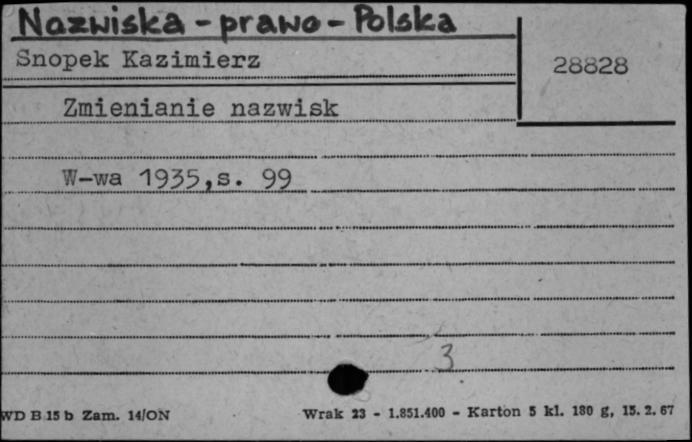 Nazwiska - prawo - Polska
Snopek Kazimierz
28828
Zmienianie nazwisk
W-wa 1935,s. 99
3
WD B 15 b Zam. 14/ON
Wrak 23 - 1.851.400 - Karton 5 kl. 180 g, 15. 2. 67